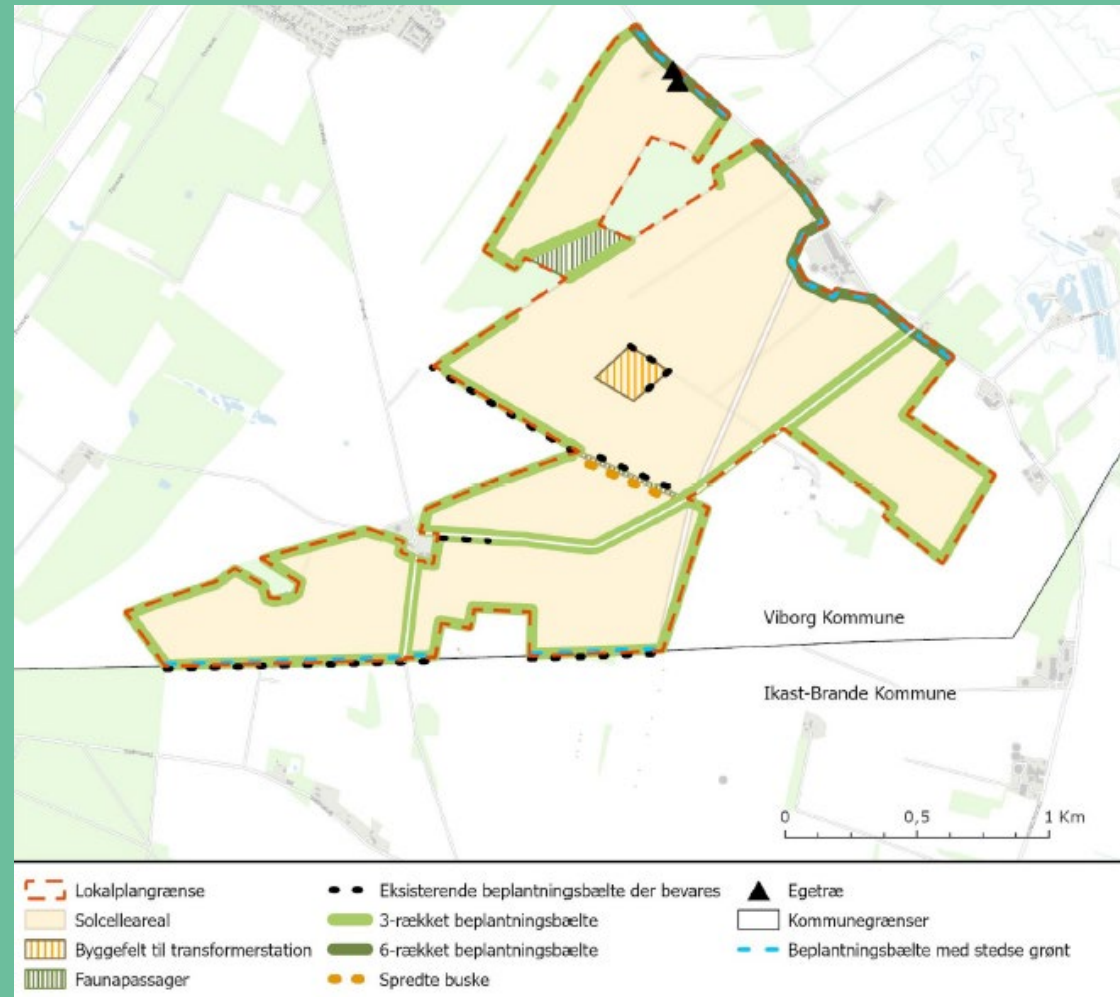 Viborg Kommune
Ikast-Brande Kommune
0 0,5 1 Km
Lokalplangrænse
Solcelleareal
Byggefelt til transformerstation
Faunapassager
Eksisterende beplantningsbælte der bevares
3-rækket beplantningsbælte
6-rækket beplantningsbælte
Spredte buske
Egetræ
Kommunegrænser
Beplantningsbælte med stedse grønt